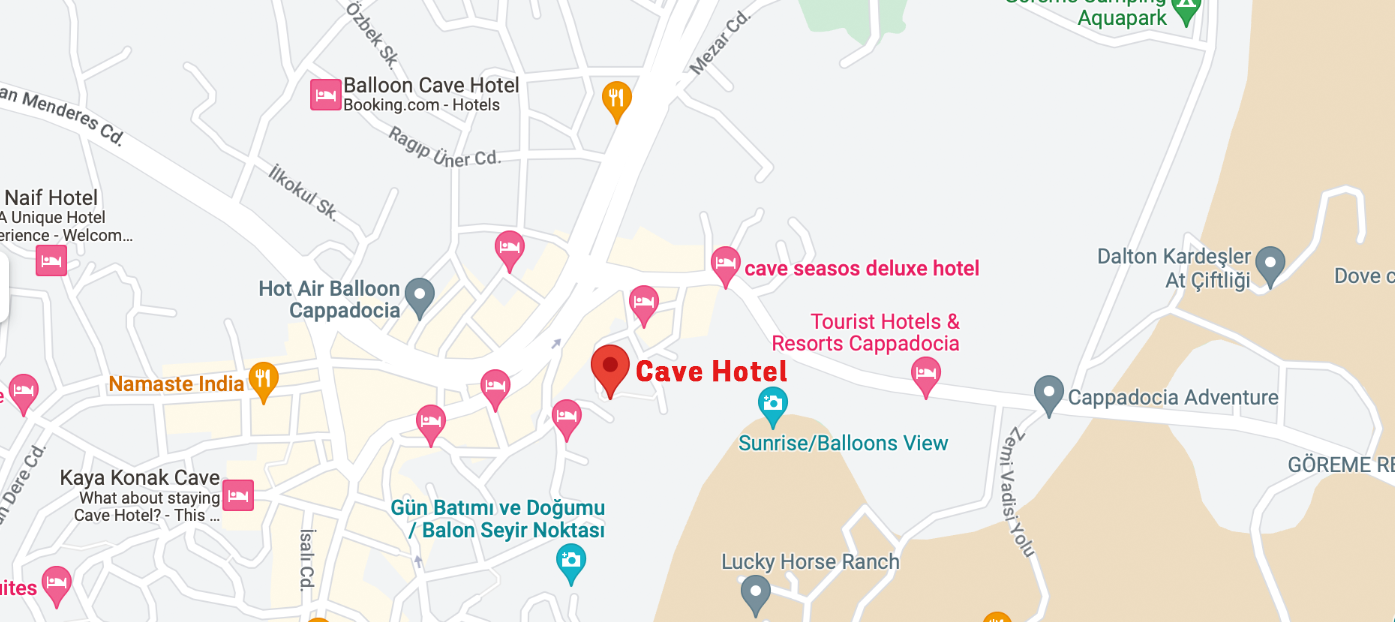 Göreme Camping
Aquapark
Özbek Sk.
Mezar Cd.
Balloon Cave Hotel
Booking.com - Hotels
an Menderes Cd.
Ragıp Üner Cd.
İlkokul Sk.
Naif Hotel
A Unique Hotel
erience - Welcom...
Hot Air Balloon
Cappadocia
cave seasos deluxe hotel
Dalton Kardeşler
At Çiftliği
Dove c
Tourist Hotels &
Resorts Cappadocia
Cave Hotel
Namaste India
e
Cappadocia Adventure
Sunrise/Balloons View
Zemi Vadisi Yolu
GÖREME RE
an Dere Cd.
Kaya Konak Cave
What about staying
Cave Hotel? - This ...
Gün Batımı ve Doğumu
/ Balon Seyir Noktası
İsalı Cd.
Lucky Horse Ranch
uites